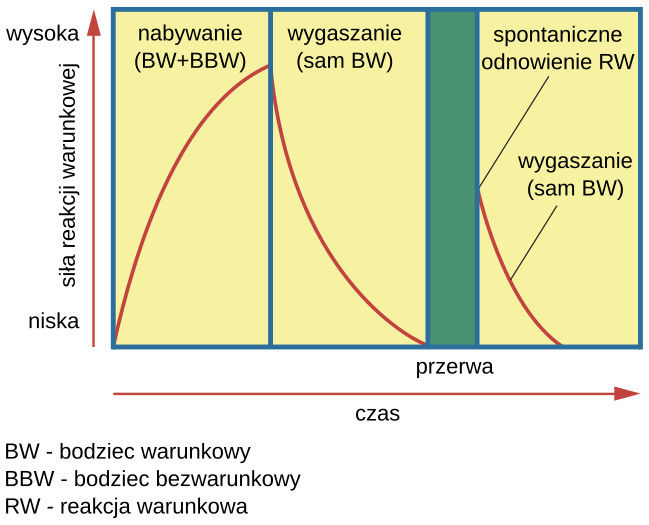 wysoka
siła reakcji warunkowej
niska
nabywanie
(BW+BBW)
wygaszanie
(sam BW)
spontaniczne
odnowienie RW
wygaszanie
(sam BW)
przerwa
czas
BW - bodziec warunkowy
BBW - bodziec bezwarunkowy
RW - reakcja warunkowa